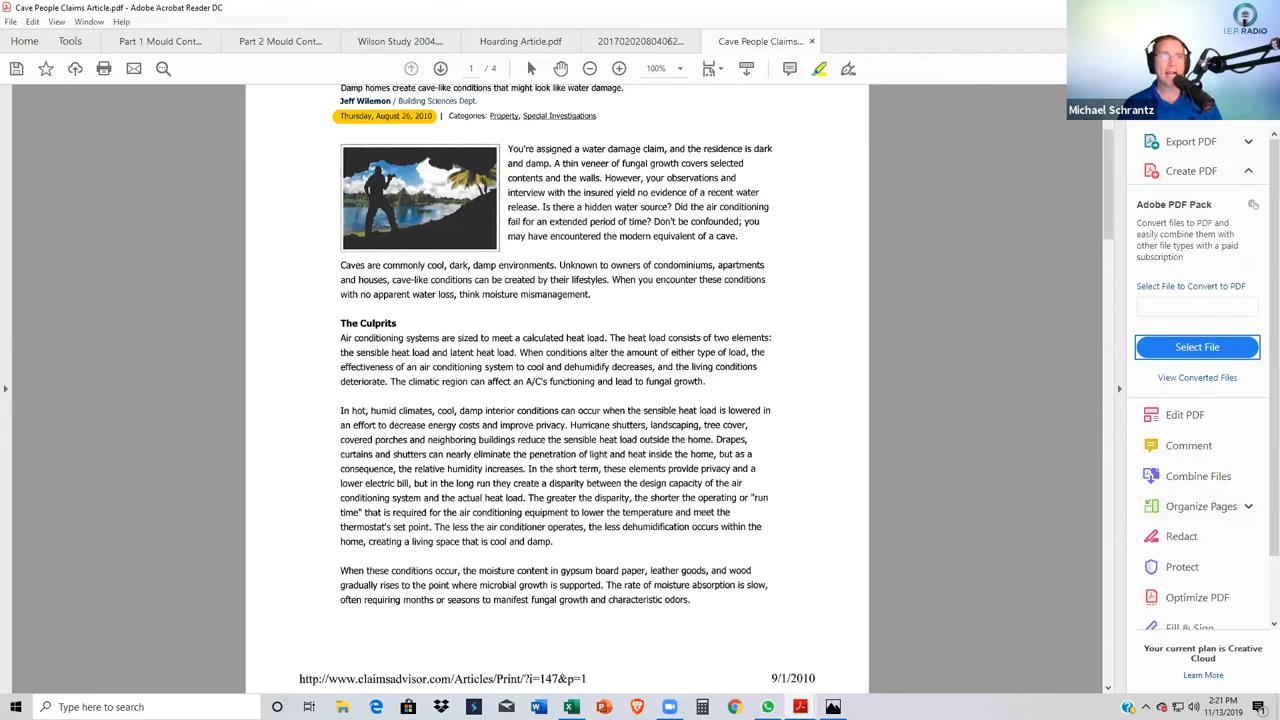 Cave People Claims Article.pdf - Adobe Acrobat Reader DC
File Edit View Window Help
Home Tools Part 1 Mould Cont... Part 2 Mould Cont... Wilson Study 2004.... Hoarding Article.pdf 20170202080406​2... Cave People Claims... ×
1 / 4 100%
I.E.P. RADIO
Michael Schrantz
Damp homes create cave-like conditions that might look like water damage.
Jeff Wilemon / Building Sciences Dept.
Thursday, August 26, 2010 | Categories: Property, Special Investigations
You're assigned a water damage claim, and the residence is dark
and damp. A thin veneer of fungal growth covers selected
contents and the walls. However, your observations and
interview with the insured yield no evidence of a recent water
release. Is there a hidden water source? Did the air conditioning
fail for an extended period of time? Don't be confounded; you
may have encountered the modern equivalent of a cave.
Caves are commonly cool, dark, damp environments. Unknown to owners of condominiums, apartments
and houses, cave-like conditions can be created by their lifestyles. When you encounter these conditions
with no apparent water loss, think moisture mismanagement.
The Culprits
Air conditioning systems are sized to meet a calculated heat load. The heat load consists of two elements:
the sensible heat load and latent heat load. When conditions alter the amount of either type of load, the
effectiveness of an air conditioning system to cool and dehumidify decreases, and the living conditions
deteriorate. The climatic region can affect an A/C's functioning and lead to fungal growth.
In hot, humid climates, cool, damp interior conditions can occur when the sensible heat load is lowered in
an effort to decrease energy costs and improve privacy. Hurricane shutters, landscaping, tree cover,
covered porches and neighboring buildings reduce the sensible heat load outside the home. Drapes,
curtains and shutters can nearly eliminate the penetration of light and heat inside the home, but as a
consequence, the relative humidity increases. In the short term, these elements provide privacy and a
lower electric bill, but in the long run they create a disparity between the design capacity of the air
conditioning system and the actual heat load. The greater the disparity, the shorter the operating or "run
time" that is required for the air conditioning equipment to lower the temperature and meet the
thermostat's set point. The less the air conditioner operates, the less dehumidification occurs within the
home, creating a living space that is cool and damp.
When these conditions occur, the moisture content in gypsum board paper, leather goods, and wood
gradually rises to the point where microbial growth is supported. The rate of moisture absorption is slow,
often requiring months or seasons to manifest fungal growth and characteristic odors.
http://www.claimsadvisor.com/Articles/Print/?i=147&p=1 9/1/2010
Export PDF
Create PDF
Adobe PDF Pack
Convert files to PDF and
easily combine them with
other file types with a paid
subscription
Select File to Convert to PDF
Select File
View Converted Files
Edit PDF
Comment
Combine Files
Organize Pages
Redact
Protect
Optimize PDF
Fill & Sign
Your current plan is Creative
Cloud
Learn More
Type here to search
2:21 PM
11/13/2019